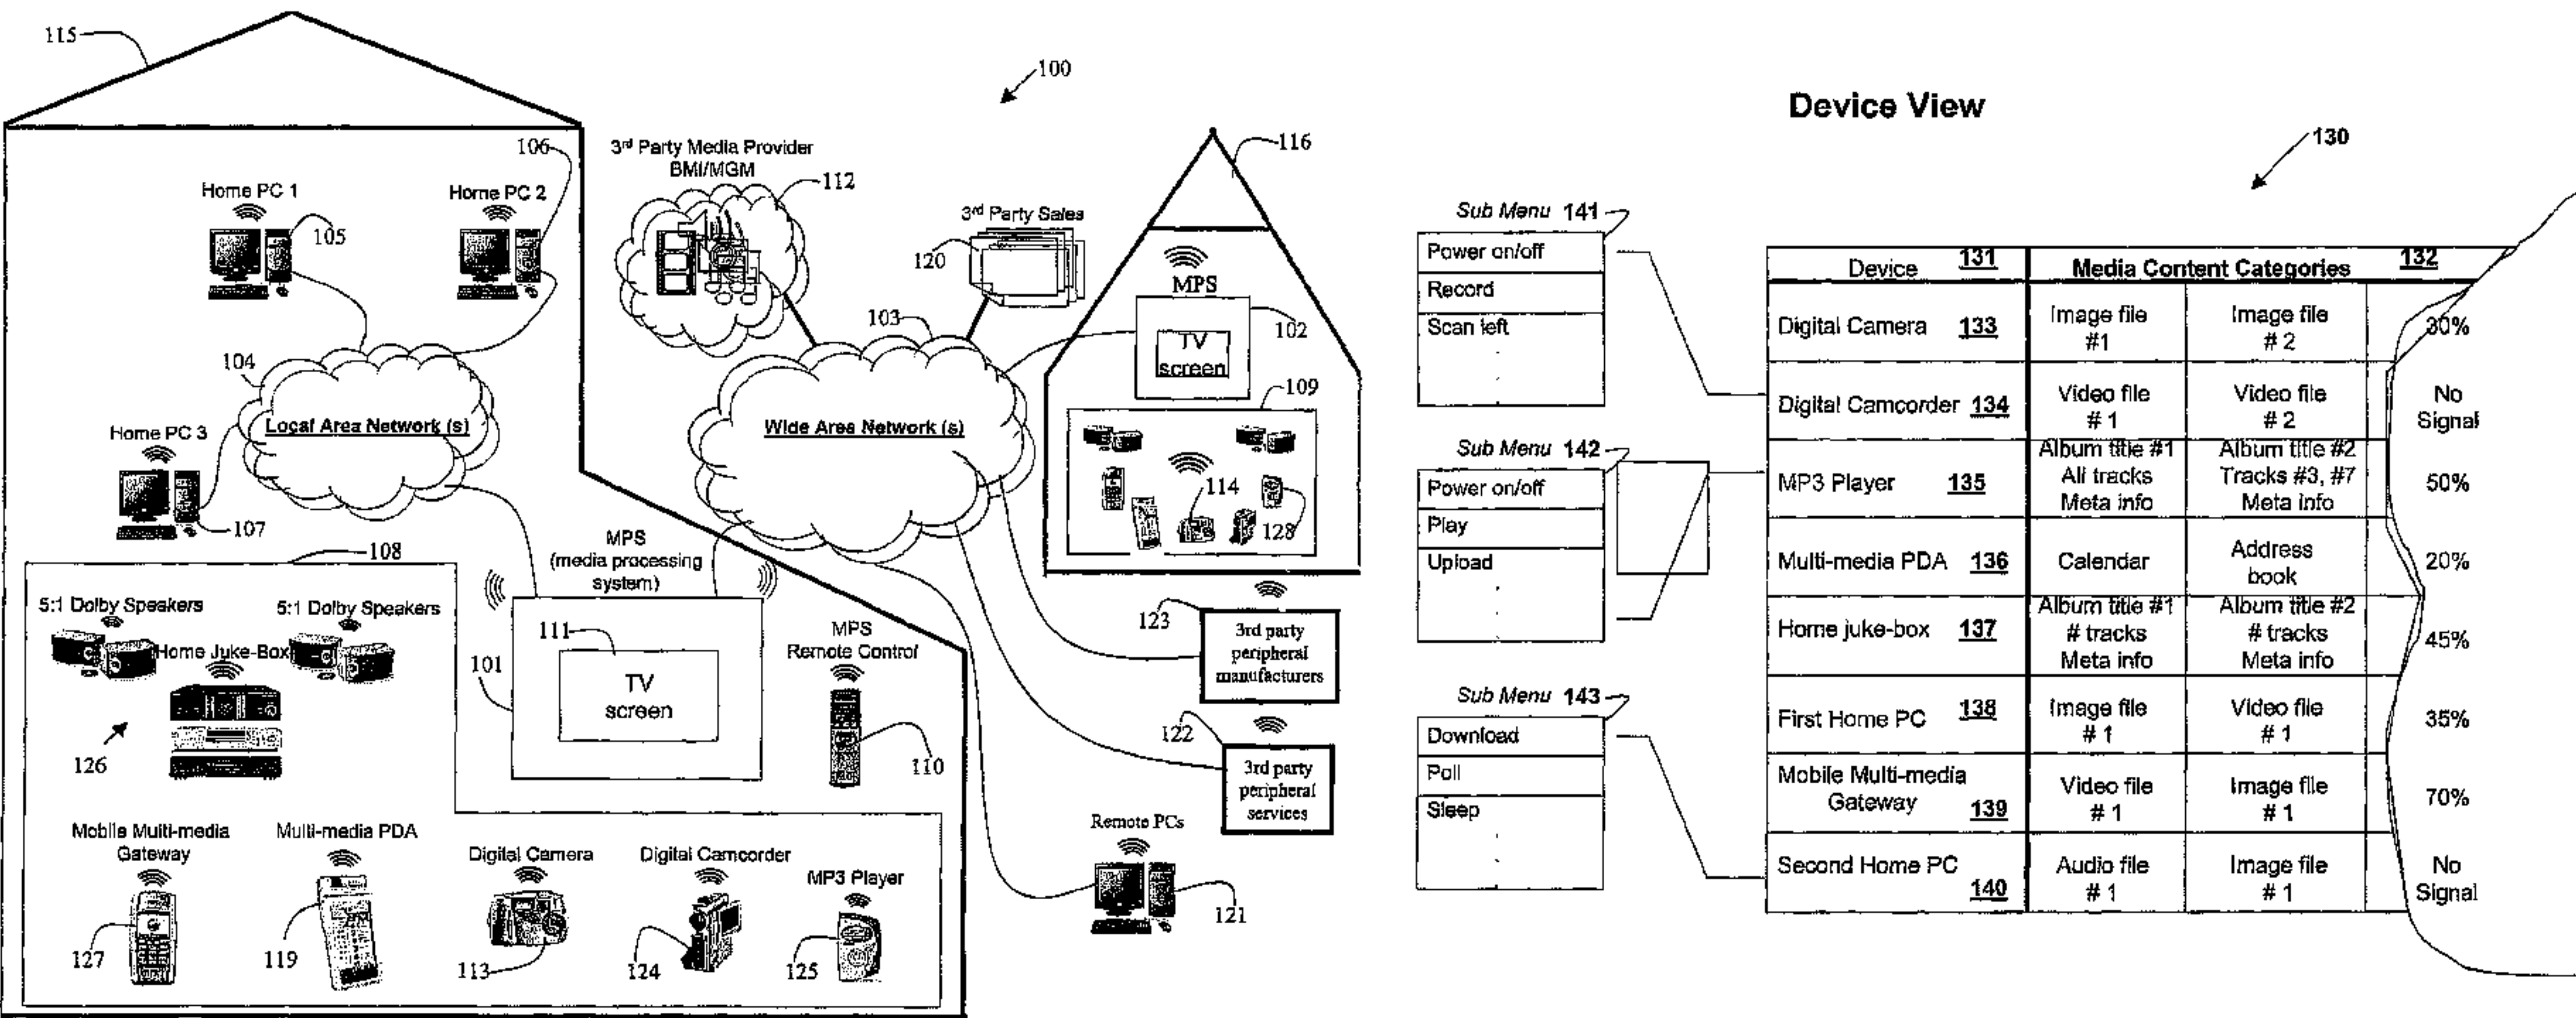 115
100
Device View
130
106
3rd Party Media Provider
BMI/MGM
112
116
Home PC 1
Home PC 2
105
3rd Party Sales
120
MPS
102
TV
screen
103
104
Local Area Network (s)
Wide Area Network (s)
109
114
128
Home PC 3
107
108
MPS
(media processing
system)
5:1 Dolby Speakers
5:1 Dolby Speakers
Home Juke-Box
126
111
101
TV
screen
MPS
Remote Control
110
123
3rd party
peripheral
manufacturers
122
3rd party
peripheral
services
Remote PCs
121
Mobile Multi-media
Gateway
127
Multi-media PDA
119
Digital Camera
113
Digital Camcorder
124
MP3 Player
125
Sub Menu 141
Power on/off
Record
Scan left
Sub Menu 142
Power on/off
Play
Upload
Sub Menu 143
Download
Poll
Sleep
Device 131
Media Content Categories 132
Digital Camera 133
Image file
#1
Image file
# 2
30%
Digital Camcorder 134
Video file
# 1
Video file
# 2
No
Signal
MP3 Player 135
Album title #1
All tracks
Meta info
Album title #2
Tracks #3, #7
Meta info
50%
Multi-media PDA 136
Calendar
Address
book
20%
Home juke-box 137
Album title #1
# tracks
Meta info
Album title #2
# tracks
Meta info
45%
First Home PC 138
Image file
# 1
Video file
# 1
35%
Mobile Multi-media
Gateway 139
Video file
# 1
Image file
# 1
70%
Second Home PC
140
Audio file
# 1
Image file
# 1
No
Signal